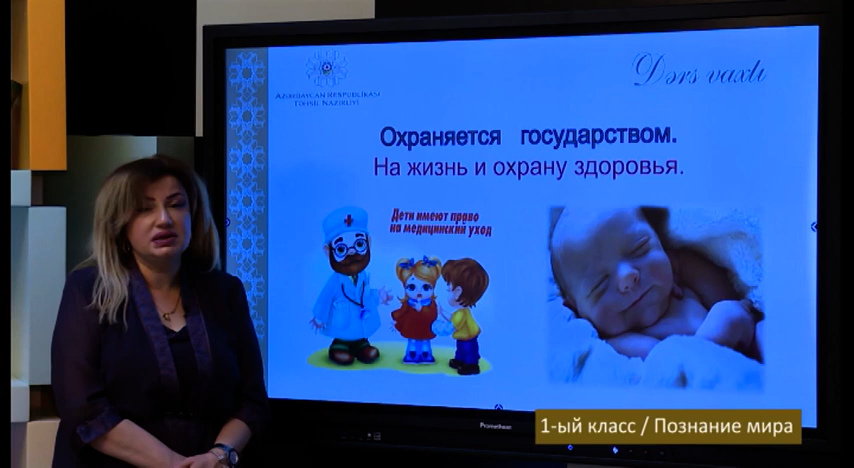 Dərs vaxtı
AZƏRBAYCAN RESPUBLİKASI
TƏHSİL NAZİRLİYİ
Охраняется государством.
На жизнь и охрану здоровья.
Дети имеют право
на медицинский уход
Promethean
1-ый класс / Познание мира